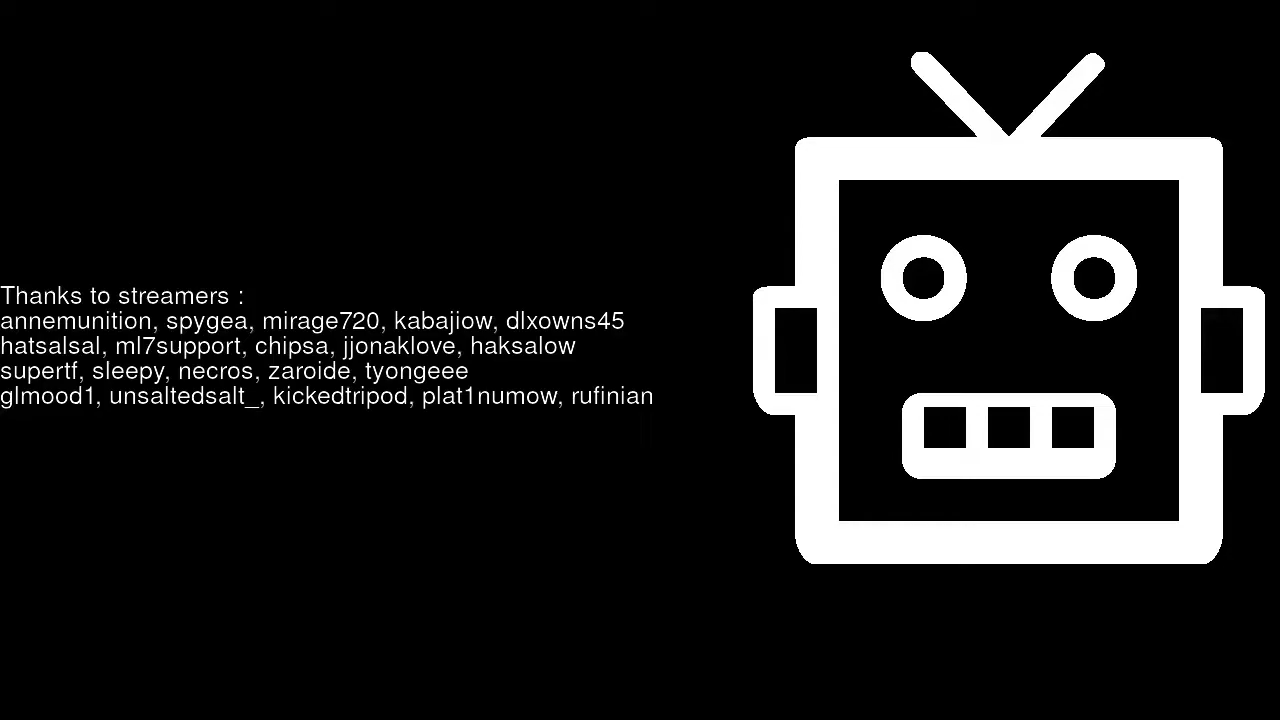 Thanks to streamers :
annemunition, spygea, mirage720, kabajiow, dlxowns45
hatsalsal, ml7support, chipsa, jjonaklove, haksalow
supertf, sleepy, necros, zaroide, tyongeee
glmood1, unsaltedsalt_, kickedtripod, plat1numow, rufinian